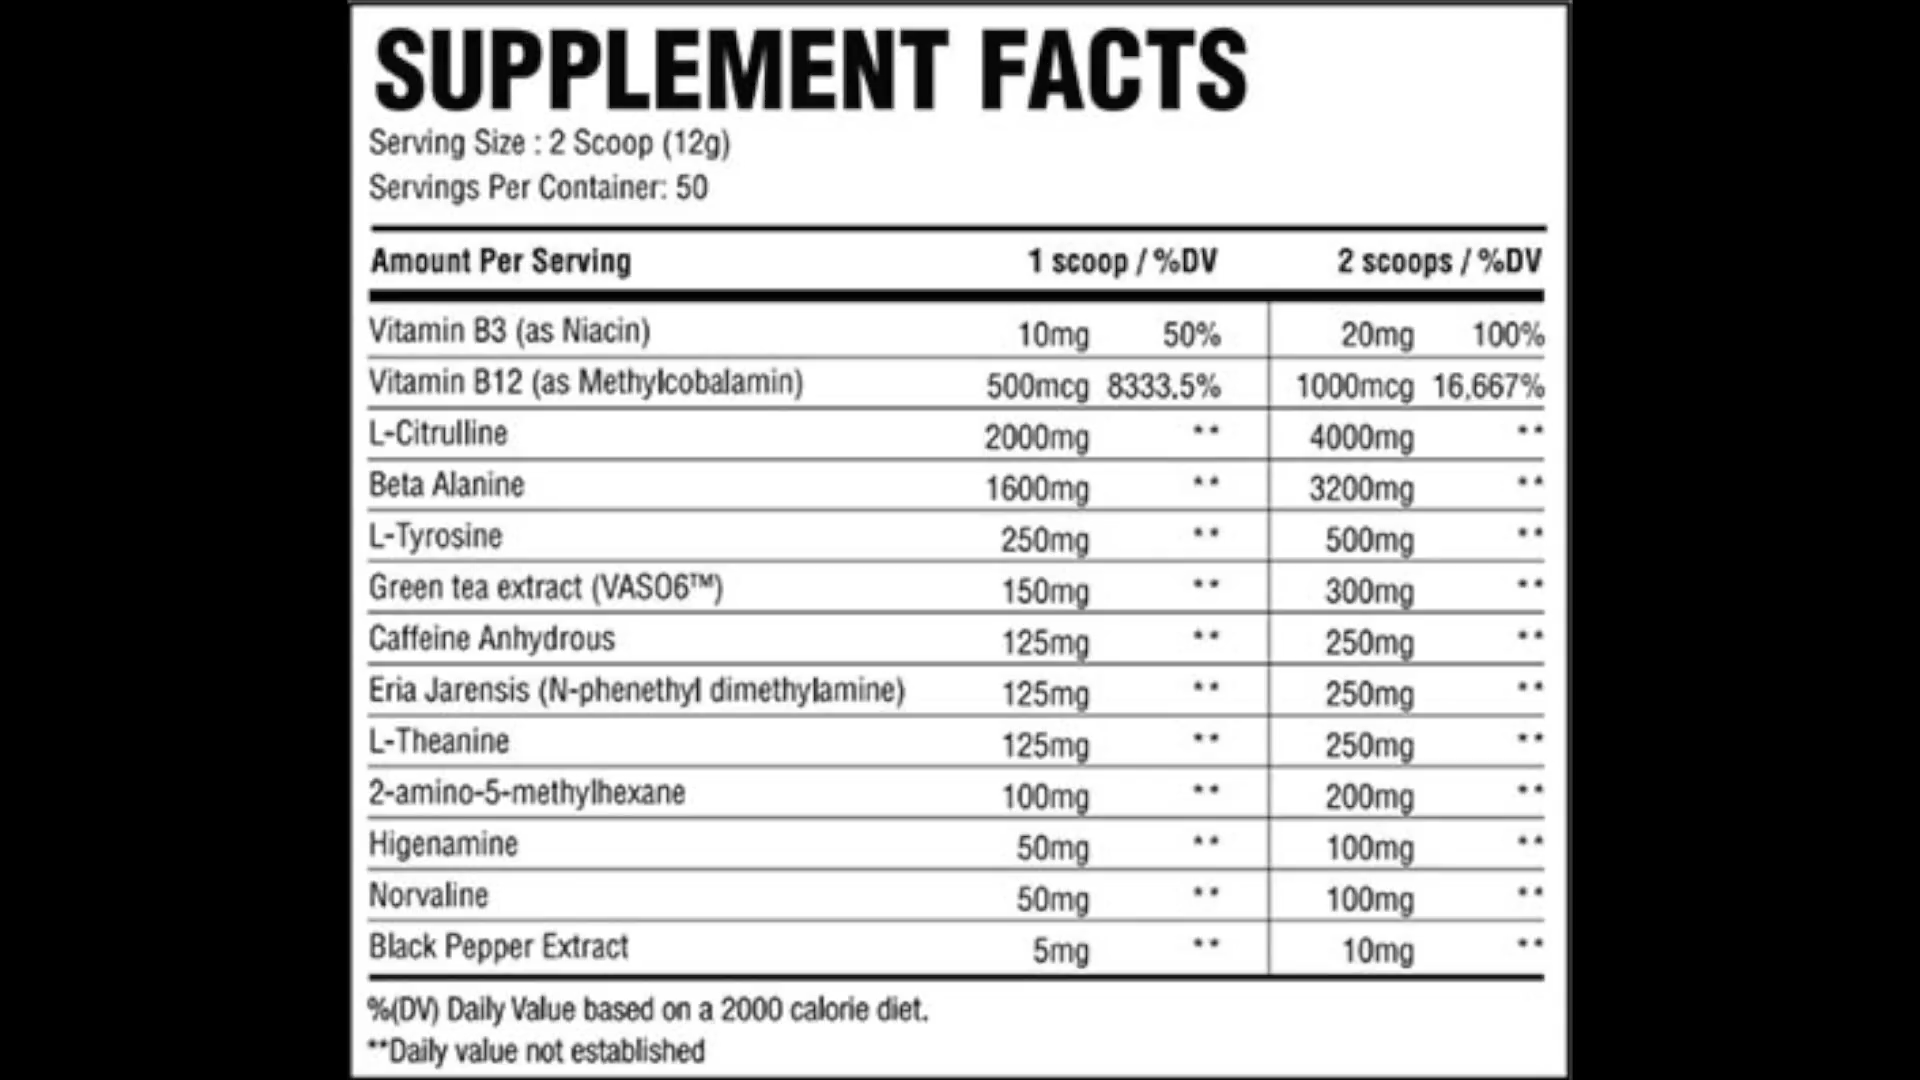 SUPPLEMENT FACTS
Serving Size : 2 Scoop (12g)
Servings Per Container: 50
Amount Per Serving 1 scoop / %DV 2 scoops / %DV
Vitamin B3 (as Niacin) 10mg 50% 20mg 100%
Vitamin B12 (as Methylcobalamin) 500mcg 8333.5% 1000mcg 16,667%
L-Citrulline 2000mg ** 4000mg **
Beta Alanine 1600mg ** 3200mg **
L-Tyrosine 250mg ** 500mg **
Green tea extract (VASO6™) 150mg ** 300mg **
Caffeine Anhydrous 125mg ** 250mg **
Eria Jarensis (N-phenethyl dimethylamine) 125mg ** 250mg **
L-Theanine 125mg ** 250mg **
2-amino-5-methylhexane 100mg ** 200mg **
Higenamine 50mg ** 100mg **
Norvaline 50mg ** 100mg **
Black Pepper Extract 5mg ** 10mg **
%(DV) Daily Value based on a 2000 calorie diet.
**Daily value not established